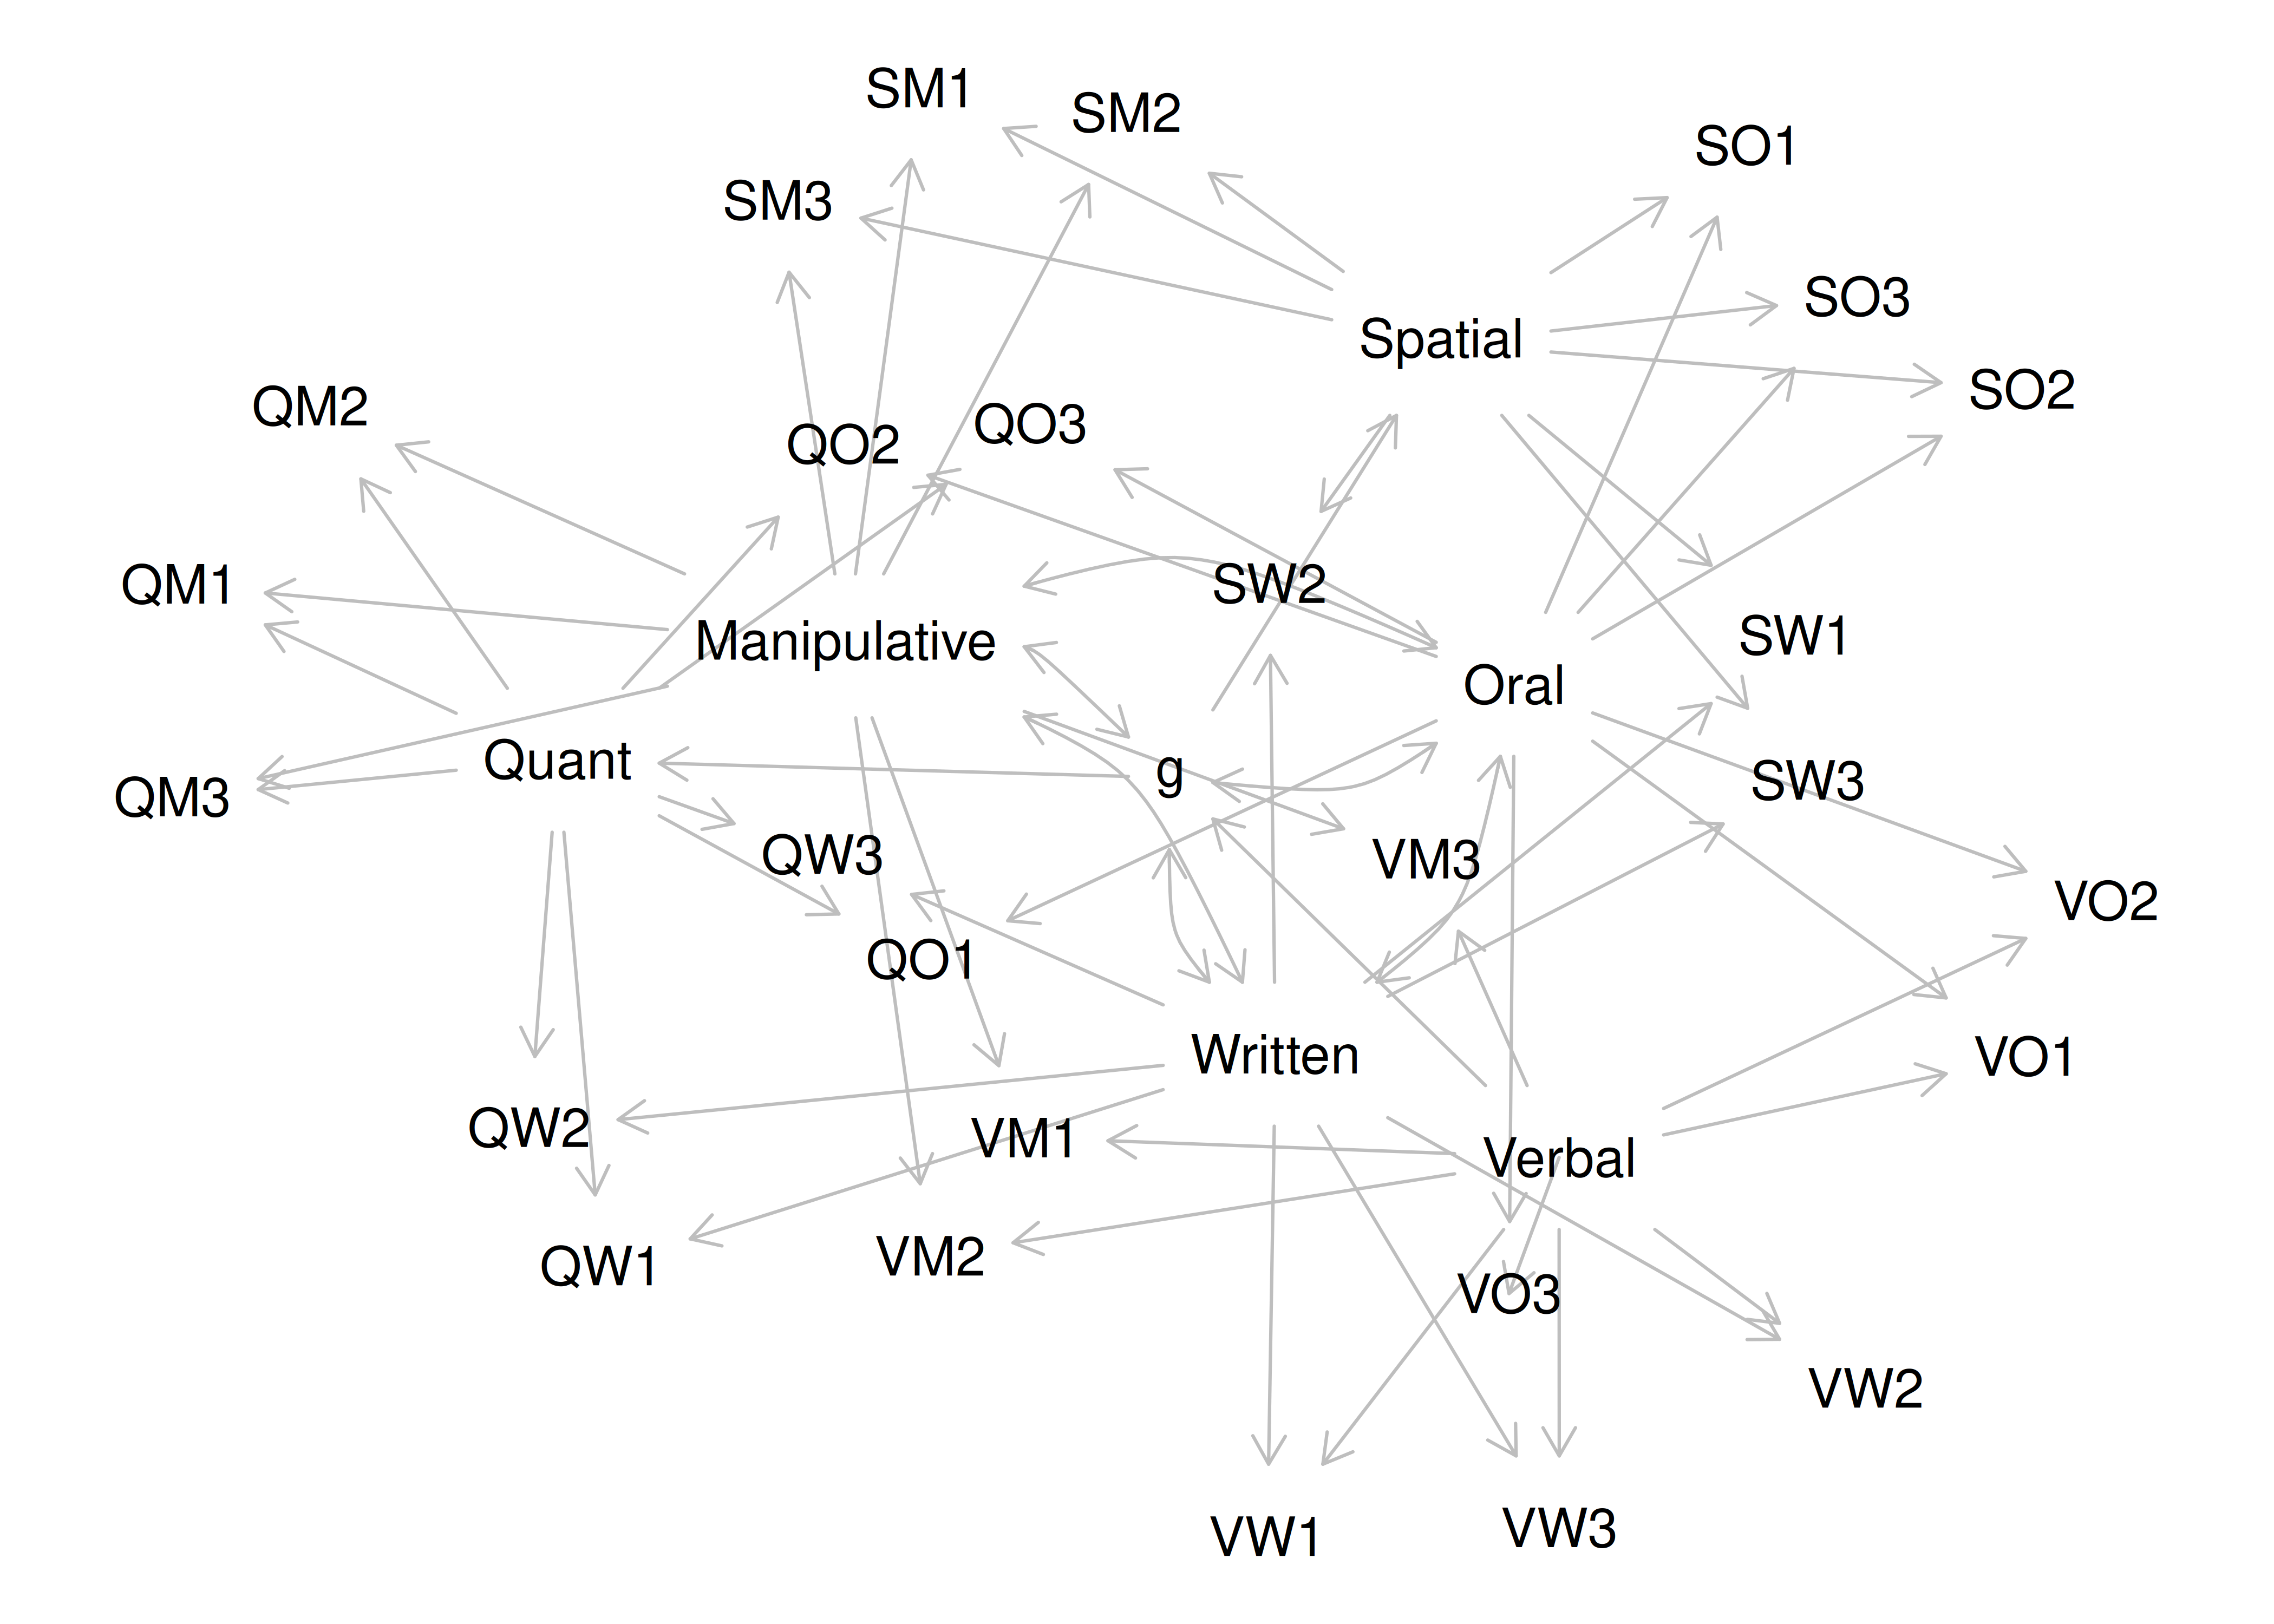 SM1
SM2
SO1
SM3
SO3
Spatial
SO2
QM2
QO3
QO2
QM1
SW2
SW1
Manipulative
Oral
Quant
g
SW3
QM3
QW3
VM3
VO2
QO1
Written
VO1
QW2
VM1
Verbal
QW1
VM2
VO3
VW2
VW1
VW3